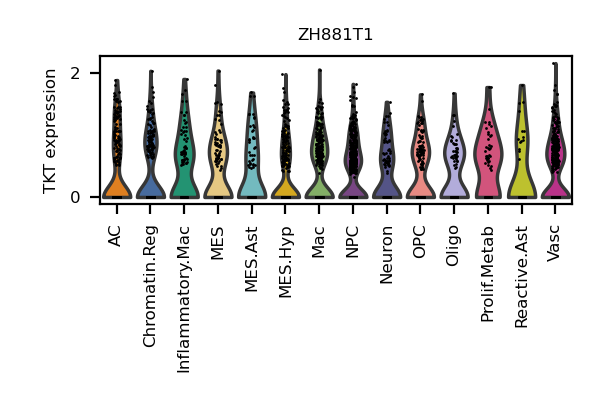 ZH881T1
TKT expression
2
0
AC
Chromatin.Reg
Inflammatory.Mac
MES
MES.Ast
MES.Hyp
Mac
NPC
Neuron
OPC
Oligo
Prolif.Metab
Reactive.Ast
Vasc